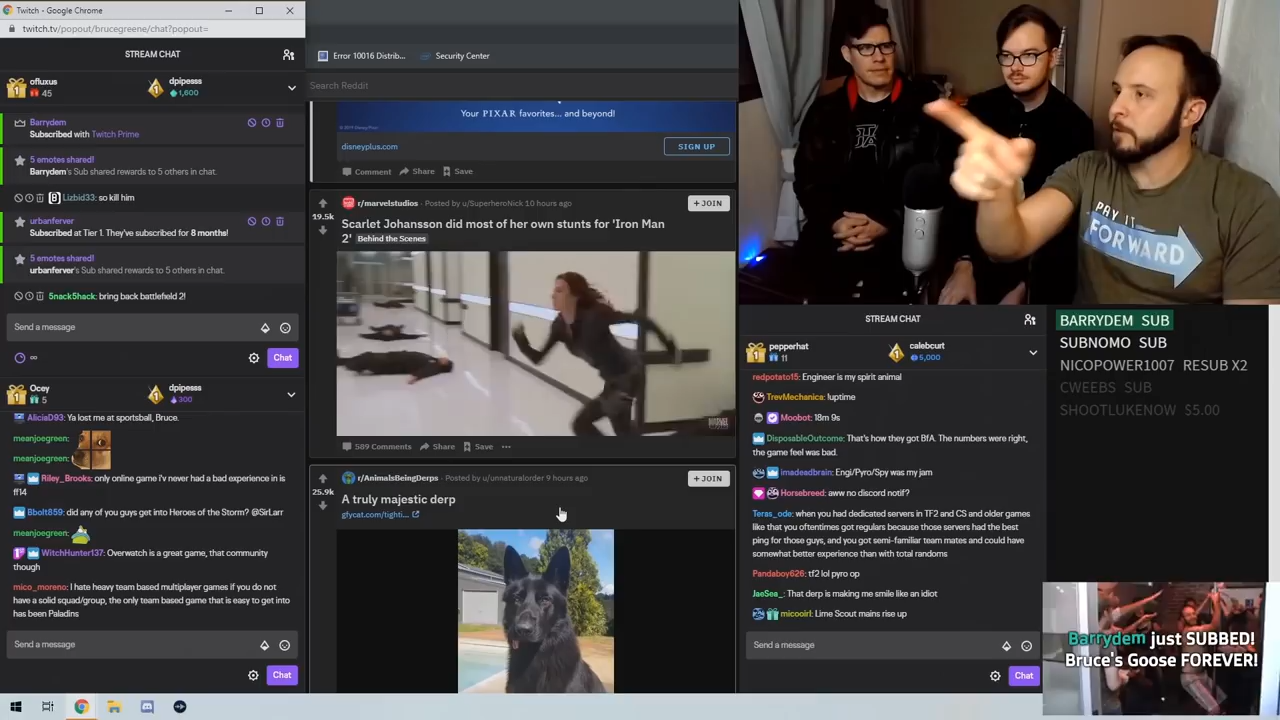 Twitch - Google Chrome
twitch.tv/popout/brucegreene/chat?popout=
STREAM CHAT
ofluxus
45
dpipesss
1,600
Barrydem
Subscribed with Twitch Prime
5 emotes shared!
Barrydem's Sub shared rewards to 5 others in chat.
Lizbid33: so kill him
urbanferver
Subscribed at Tier 1. They've subscribed for 8 months!
5 emotes shared!
urbanferver's Sub shared rewards to 5 others in chat.
5nack5hack: bring back battlefield 2!
Send a message
Chat
Ocey
5
dpipesss
300
AliciaD93: Ya lost me at sportsball, Bruce.
meanjoegreen:
meanjoegreen:
Riley_Brooks: only online game i'v never had a bad experience in is
ff14
Bbolt859: did any of you guys get into Heroes of the Storm? @SirLarr
meanjoegreen:
WitchHunter137: Overwatch is a great game, that community
though
mico_moreno: I hate heavy team based multiplayer games if you do not
have a solid squad/group, the only team based game that is easy to get into
has been Paladins
Send a message
Chat
Error 10016 Distrib...
Security Center
Search Reddit
Your PIXAR favorites... and beyond!
disneyplus.com
SIGN UP
Comment
Share
Save
19.5k
r/marvelstudios · Posted by u/SuperheroNick 10 hours ago
+ JOIN
Scarlet Johansson did most of her own stunts for 'Iron Man
2' Behind the Scenes
MARVEL
589 Comments
Share
Save
25.9k
r/AnimalsBeingDerps · Posted by u/unnaturalorder 9 hours ago
+ JOIN
A truly majestic derp
gfycat.com/tighti...
PAY IT
FORWARD
STREAM CHAT
pepperhat
11
calebcurt
5,000
redpotato15: Engineer is my spirit animal
TrevMechanica: !uptime
Moobot: 18m 9s
DisposableOutcome: That's how they got BfA. The numbers were right,
the game feel was bad.
imadeadbrain: Engi/Pyro/Spy was my jam
Horsebreed: aww no discord notif?
Teras_ode: when you had dedicated servers in TF2 and CS and older games
like that you oftentimes got regulars because those servers had the best
ping for those guys, and you got semi-familiar team mates and could have
somewhat better experience than with total randoms
Pandaboy626: tf2 lol pyro op
JaeSea_: That derp is making me smile like an idiot
micooirl: Lime Scout mains rise up
Send a message
Chat
BARRYDEM SUB
SUBNOMO SUB
NICOPOWER1007 RESUB X2
CWEEBS SUB
SHOOTLUKENOW $5.00
Barrydem just SUBBED!
Bruce's Goose FOREVER!